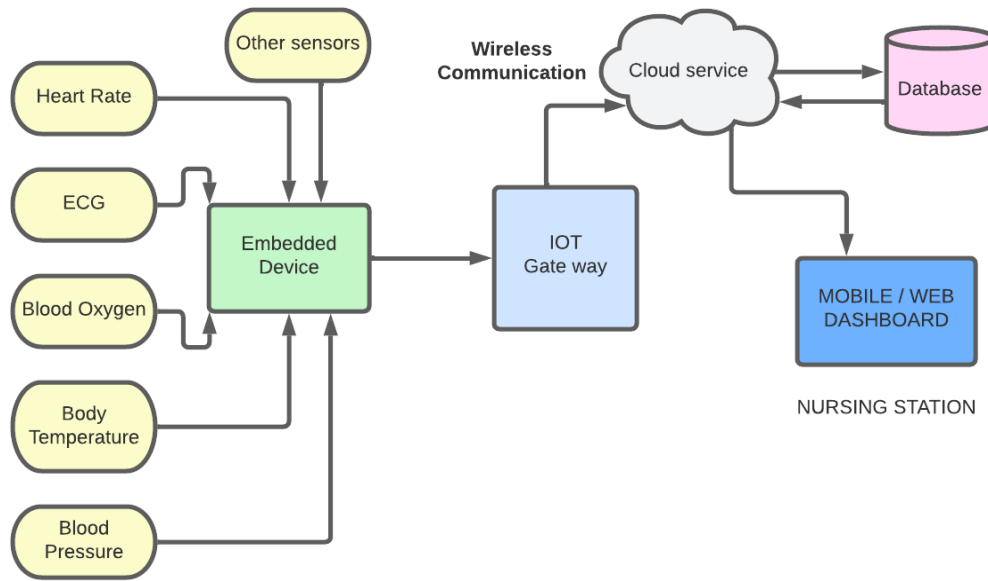 Other sensors
Heart Rate
ECG
Blood Oxygen
Body
Temperature
Blood
Pressure
Embedded
Device
IOT
Gate way
Wireless
Communication
Cloud service
Database
MOBILE / WEB
DASHBOARD
NURSING STATION